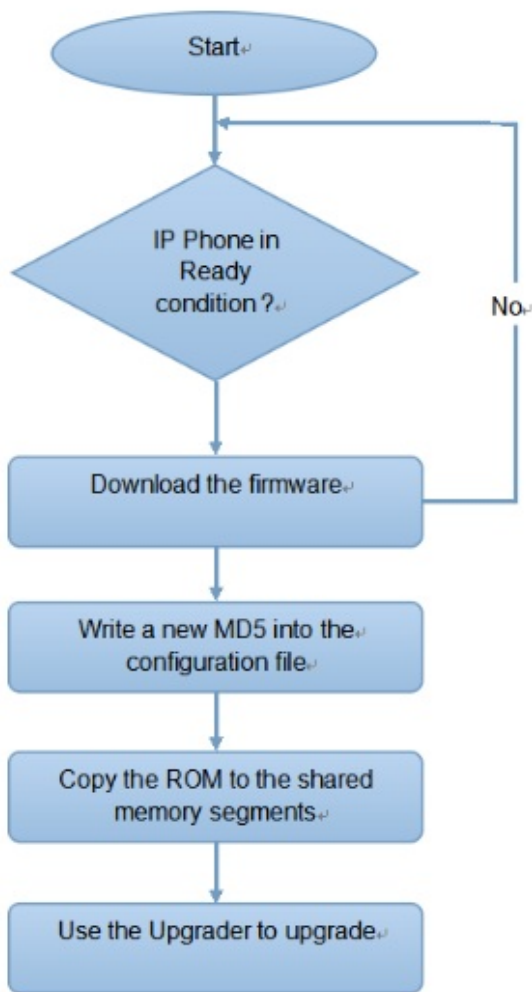 Start
IP Phone in
Ready
condition ?
No
Download the firmware
Write a new MD5 into the
configuration file
Copy the ROM to the shared
memory segments
Use the Upgrader to upgrade